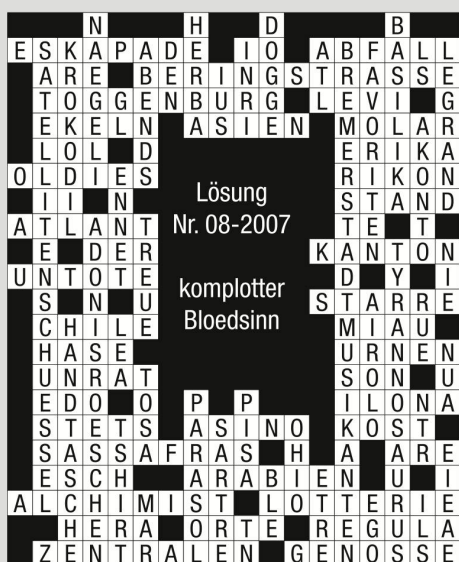 N H D B
ESKAPADE IO ABFALL
ARE BERINGSTRASSE
TOGGENBURG LEVI G
EKELN ASIEN MOLAR
LOL D ERIKA
OLDIES RIKON
II N STAND
ATLANT TE T
E DER KANTON
UNTOTE D Y I
S N U STARRE
CHILE MIAU
HASE URNEN
UNRAT SON U
EDO O P P ILONA
STETS ASINO KOST
SASSAFRAS H A ARE
ESCH ARABIEN U I
ALCHIMIST LOTTERIE
HERA ORTE REGULA
ZENTRALEN GENOSSE
Lösung
Nr. 08-2007
komplotter
Bloedsinn